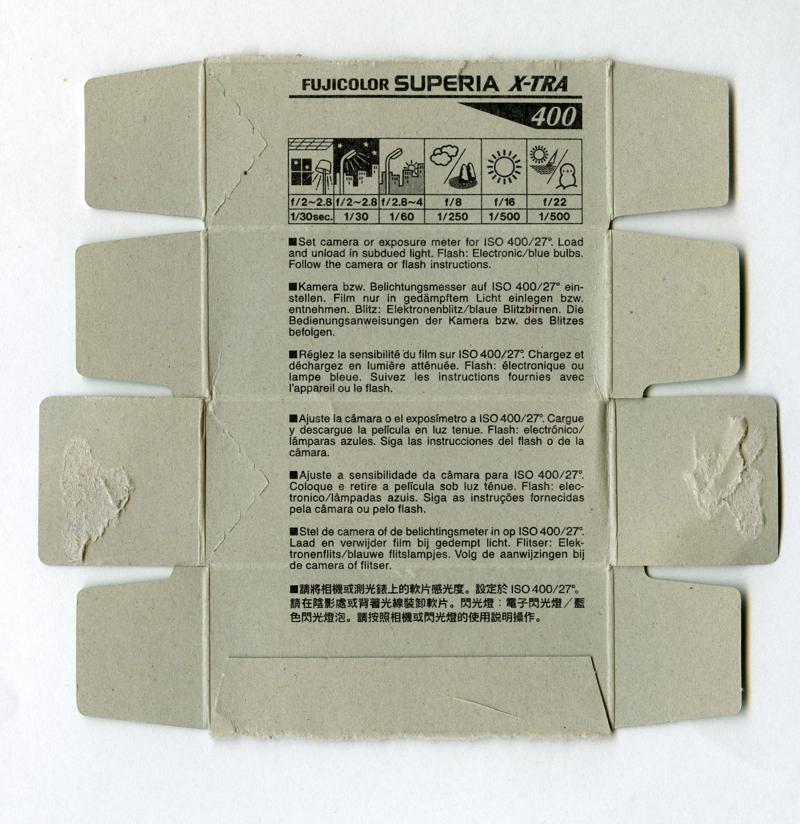 FUJICOLOR SUPERIA X-TRA
400
f/2~2.8 f/2~2.8 f/2.8~4 f/8 f/16 f/22
1/30sec. 1/30 1/60 1/250 1/500 1/500
■Set camera or exposure meter for ISO 400/27°. Load
and unload in subdued light. Flash: Electronic/blue bulbs.
Follow the camera or flash instructions.
■Kamera bzw. Belichtungsmesser auf ISO 400/27° ein-
stellen. Film nur in gedämpftem Licht einlegen bzw.
entnehmen. Blitz: Elektronenblitz/blaue Blitzbirnen. Die
Bedienungsanweisungen der Kamera bzw. des Blitzes
befolgen.
■Réglez la sensibilité du film sur ISO 400/27°. Chargez et
déchargez en lumière atténuée. Flash: électronique ou
lampe bleue. Suivez les instructions fournies avec
l'appareil ou le flash.
■Ajuste la câmara o el exposímetro a ISO 400/27°. Cargue
y descargue la película en luz tenue. Flash: electrónico/
lámparas azules. Siga las instrucciones del flash o de la
cámara.
■Ajuste a sensibilidade da câmara para ISO 400/27°.
Coloque e retire a película sob luz tênue. Flash: elec-
tronico/lâmpadas azuis. Siga as instruções fornecidas
pela câmara ou pelo flash.
■Stel de camera of de belichtingsmeter in op ISO 400/27°.
Laad en verwijder film bij gedempt licht. Flitser: Elek-
tronenflits/blauwe flitslampjes. Volg de aanwijzingen bij
de camera of flitser.
■請將相機或測光錶上的軟片感光度。設定於 ISO 400/27°。
請在陰影處或背著光線裝卸軟片。閃光燈：電子閃光燈／藍
色閃光燈泡。請按照相機或閃光燈的使用説明操作。